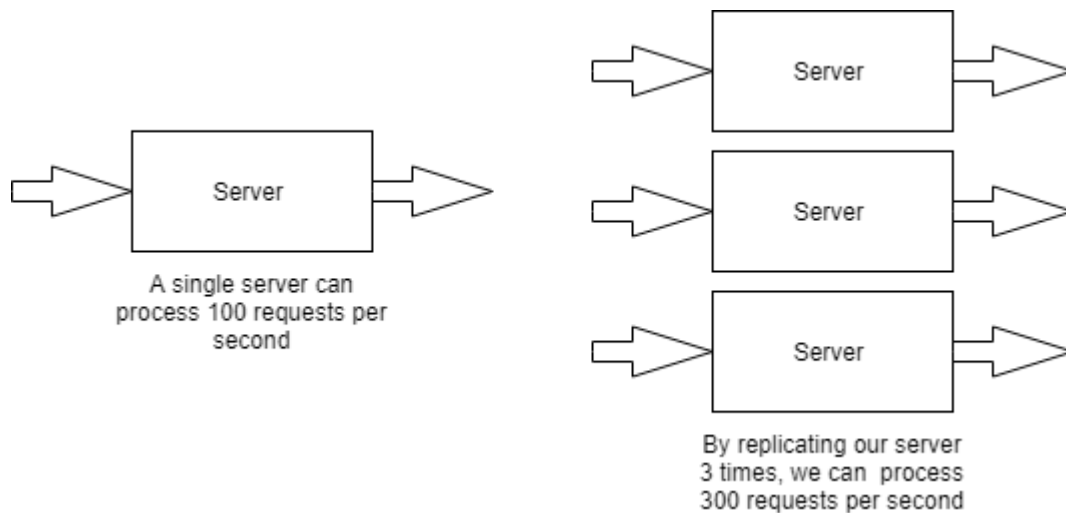 Server
A single server can
process 100 requests per
second
Server
Server
Server
By replicating our server
3 times, we can  process
300 requests per second